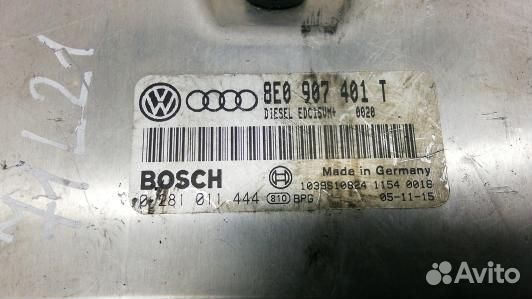 71L21
8E0 907 401 T
DIESEL EDC15VM+ 0020
BOSCH
Made in Germany
1039S10824 1154 0018
0 281 011 444 810 BPG 05-11-15
Avito